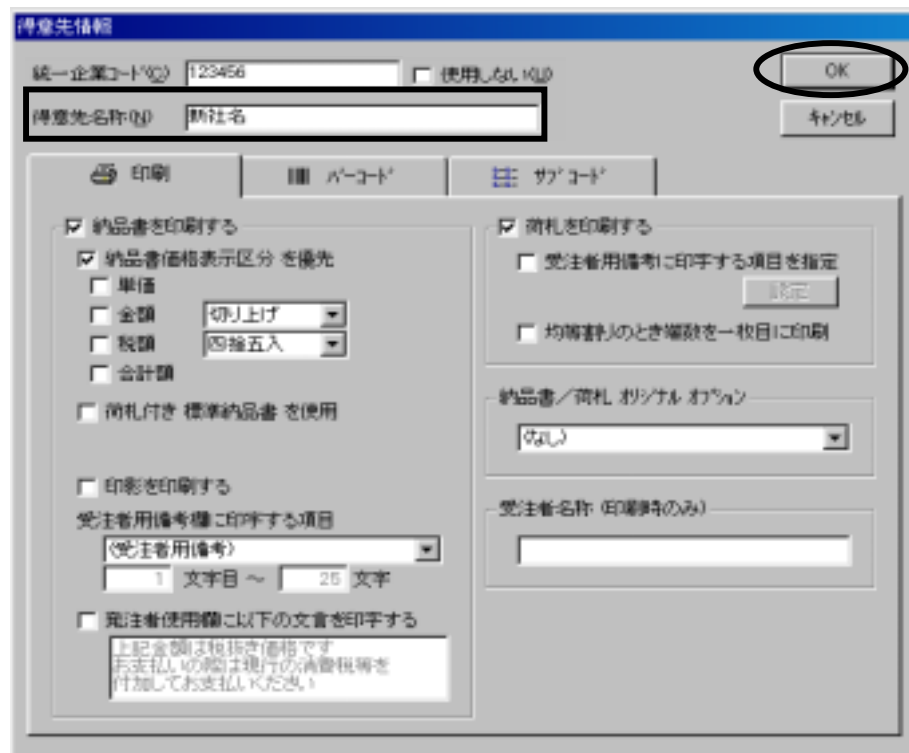 得意先情報
統一企業コード(C) 123456 使用しない(U) OK
得意先名称(N) 新社名 キャンセル
印刷 バーコード サブコード
納品書を印刷する
納品書価格表示区分 を優先
単価
金額 切り上げ
税額 四捨五入
合計額
荷札付き 標準納品書 を使用
印影を印刷する
受注者用備考欄に印字する項目
(受注者用備考)
1 文字目 ～ 25 文字
発注者使用欄に以下の文言を印字する
上記金額は税抜き価格です
お支払いの際は現行の消費税等を
付加してお支払いください
荷札を印刷する
受注者用備考に印字する項目を指定
設定
均等割りのとき端数を一枚目に印刷
納品書／荷札 オリジナル オプション
(なし)
受注者名称 (印刷時のみ)